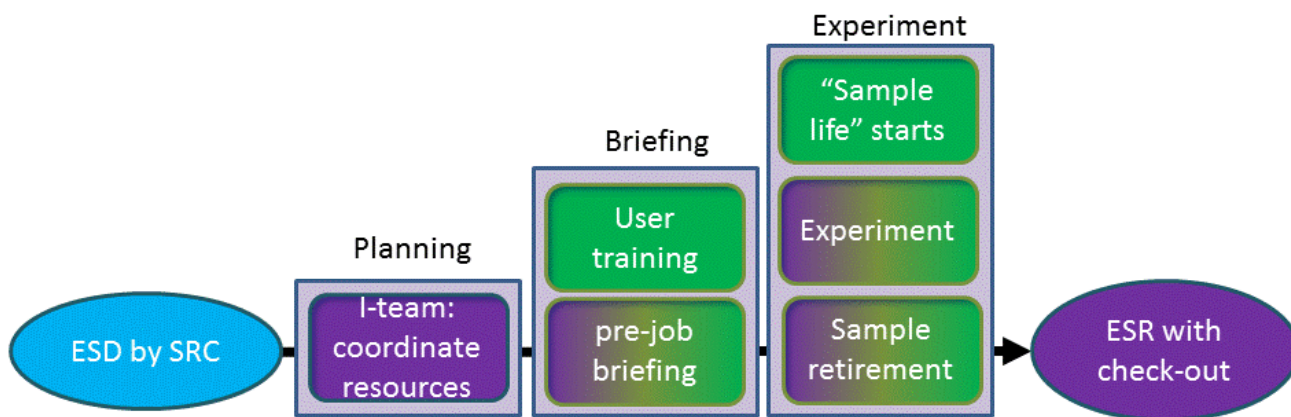 ESD by SRC
Planning
I-team:
coordinate
resources
Briefing
User
training
pre-job
briefing
Experiment
“Sample
life” starts
Experiment
Sample
retirement
ESR with
check-out